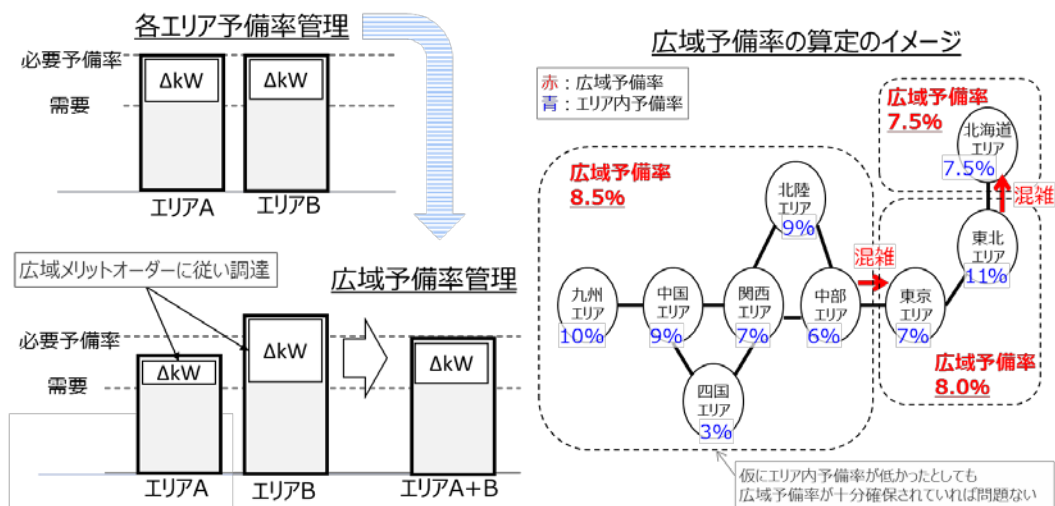 各エリア予備率管理
必要予備率
ΔkW
ΔkW
需要
エリアA
エリアB
広域メリットオーダーに従い調達
広域予備率管理
必要予備率
ΔkW
ΔkW
ΔkW
需要
エリアA
エリアB
エリアA+B
広域予備率の算定のイメージ
赤:広域予備率
青:エリア内予備率
広域予備率
7.5%
北海道
エリア
7.5%
混雑
東北
エリア
11%
広域予備率
8.5%
北陸
エリア
9%
混雑
九州
エリア
10%
中国
エリア
9%
関西
エリア
7%
中部
エリア
6%
東京
エリア
7%
四国
エリア
3%
広域予備率
8.0%
仮にエリア内予備率が低かったとしても
広域予備率が十分確保されていれば問題ない